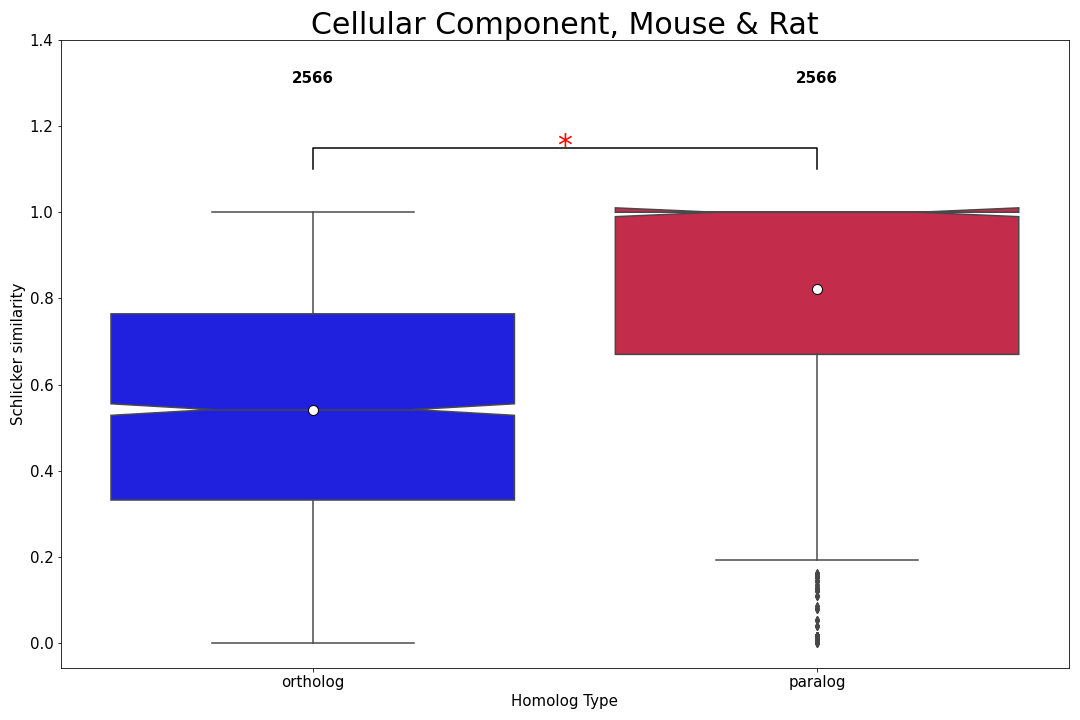 Cellular Component, Mouse & Rat
1.4
2566 2566
1.2
*
1.0
0.8
0.6
0.4
0.2
0.0
Schlicker similarity
ortholog paralog
Homolog Type